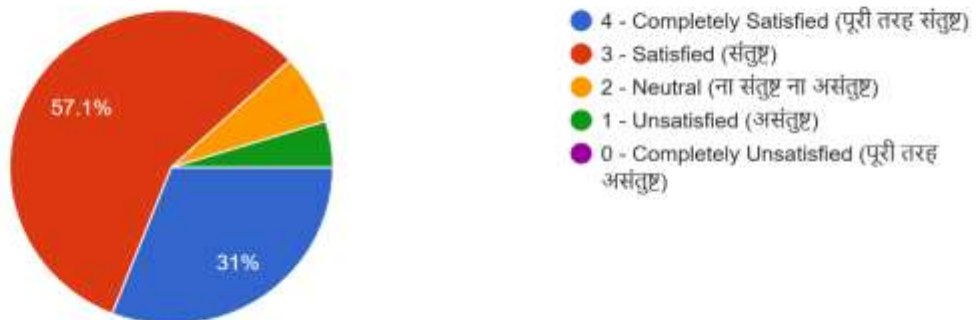 57.1%
31%
4 - Completely Satisfied (पूरी तरह संतुष्ट)
3 - Satisfied (संतुष्ट)
2 - Neutral (ना संतुष्ट ना असंतुष्ट)
1 - Unsatisfied (असंतुष्ट)
0 - Completely Unsatisfied (पूरी तरह
असंतुष्ट)